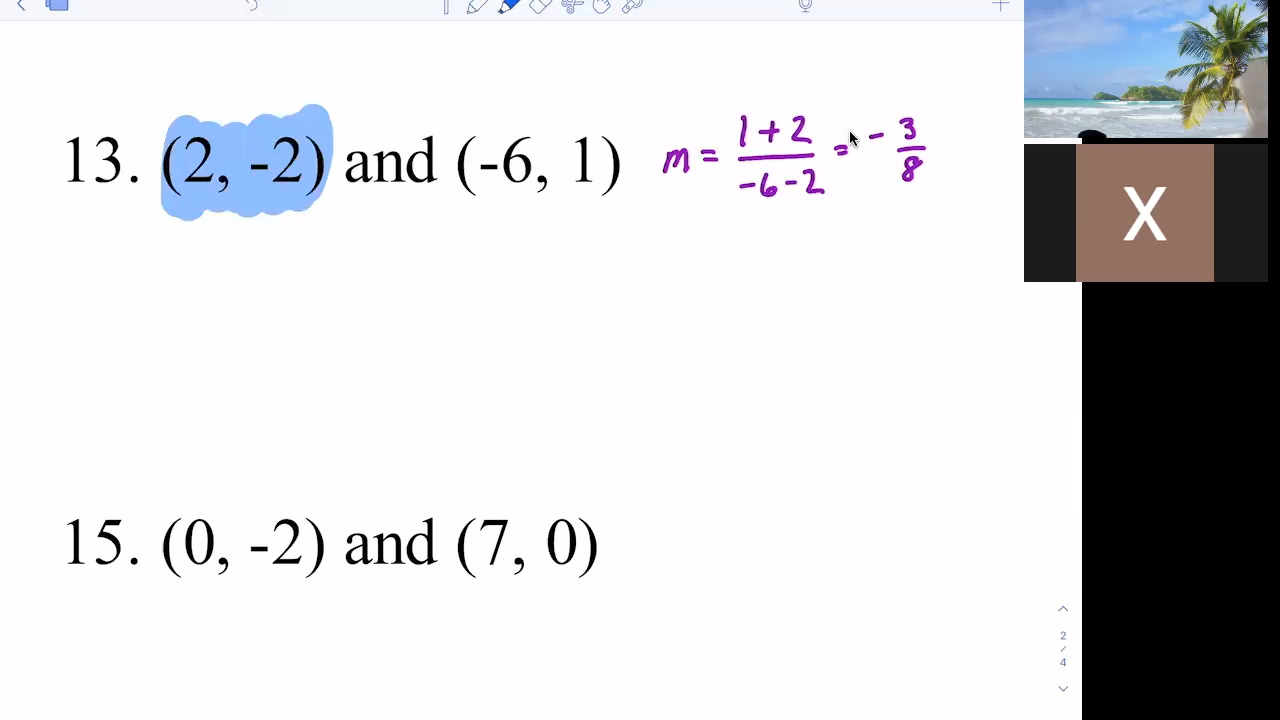 13. (2, -2) and (-6, 1) m = 1 + 2 / -6 - 2 = - 3 / 8
X
15. (0, -2) and (7, 0)
2
/
4